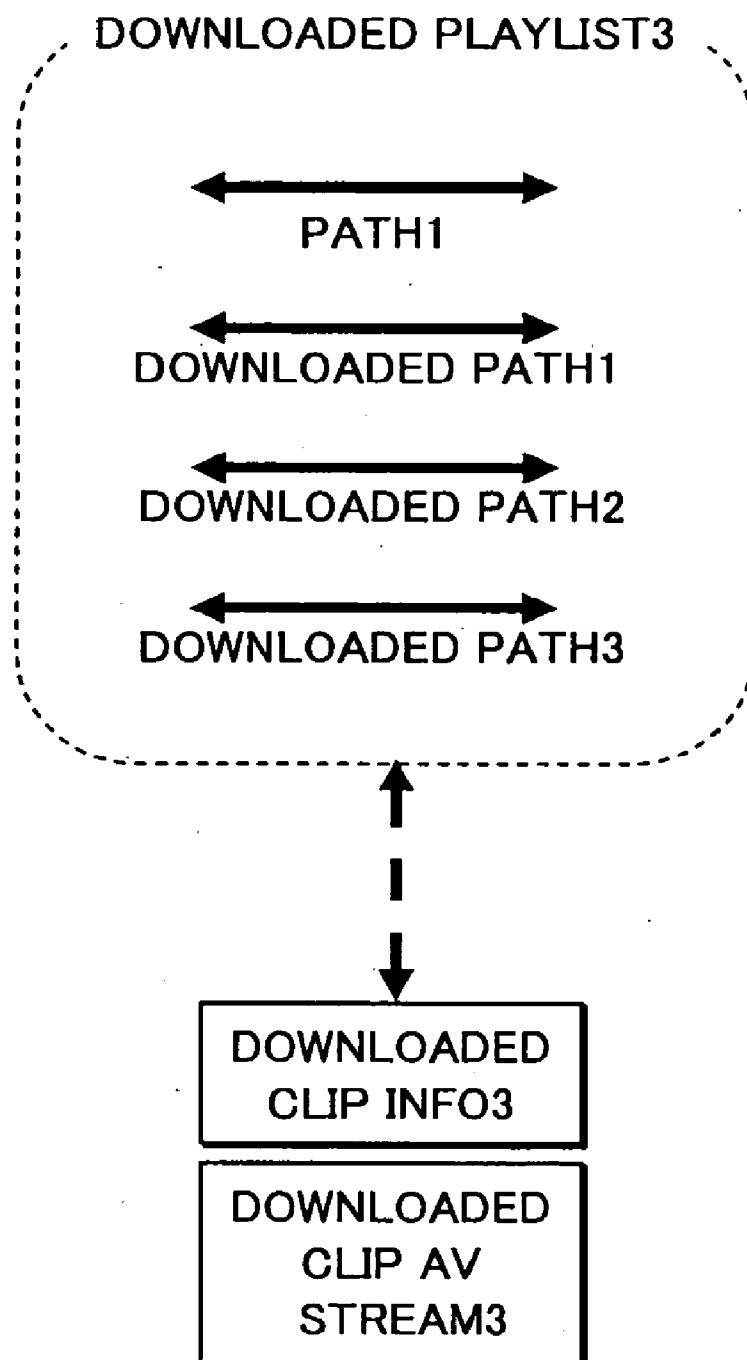 DOWNLOADED PLAYLIST3
PATH1
DOWNLOADED PATH1
DOWNLOADED PATH2
DOWNLOADED PATH3
DOWNLOADED
CLIP INFO3
DOWNLOADED
CLIP AV
STREAM3